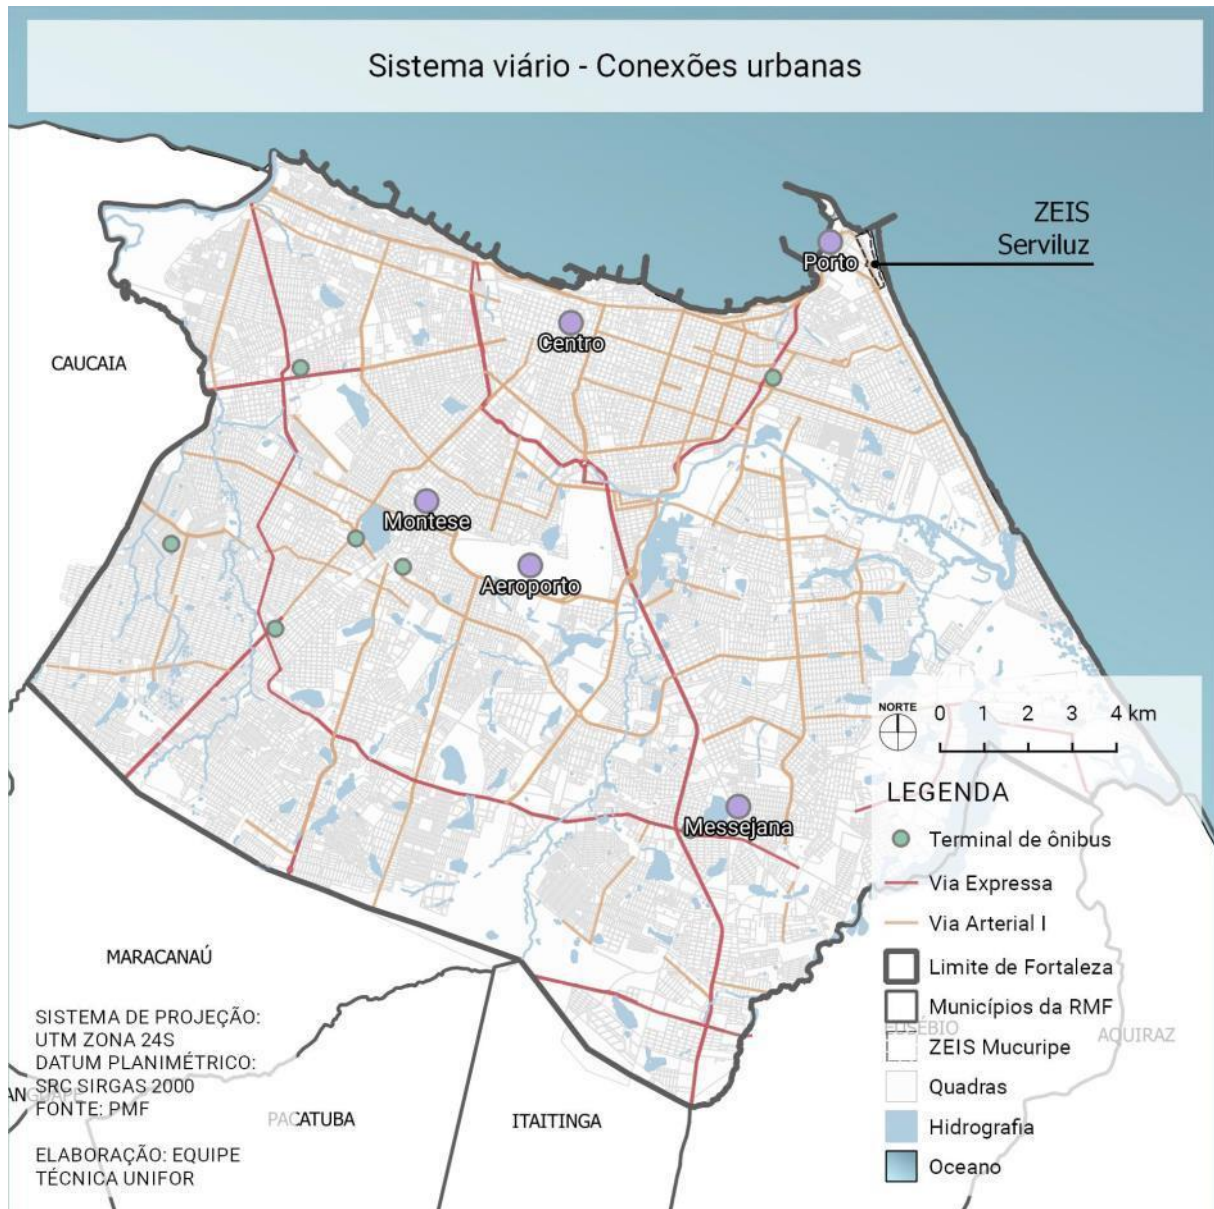 Sistema viário - Conexões urbanas
ZEIS
Serviluz
Porto
Centro
CAUCAIA
Montese
Aeroporto
NORTE
0 1 2 3 4 km
LEGENDA
Messejana
Terminal de ônibus
Via Expressa
Via Arterial I
MARACANAÚ
Limite de Fortaleza
Municípios da RMF
EUSÉBIO
AQUIRAZ
ZEIS Mucuripe
Quadras
Hidrografia
Oceano
SISTEMA DE PROJEÇÃO:
UTM ZONA 24S
DATUM PLANIMÉTRICO:
SRC SIRGAS 2000
FONTE: PMF
PACATUBA
ITAITINGA
ELABORAÇÃO: EQUIPE
TÉCNICA UNIFOR